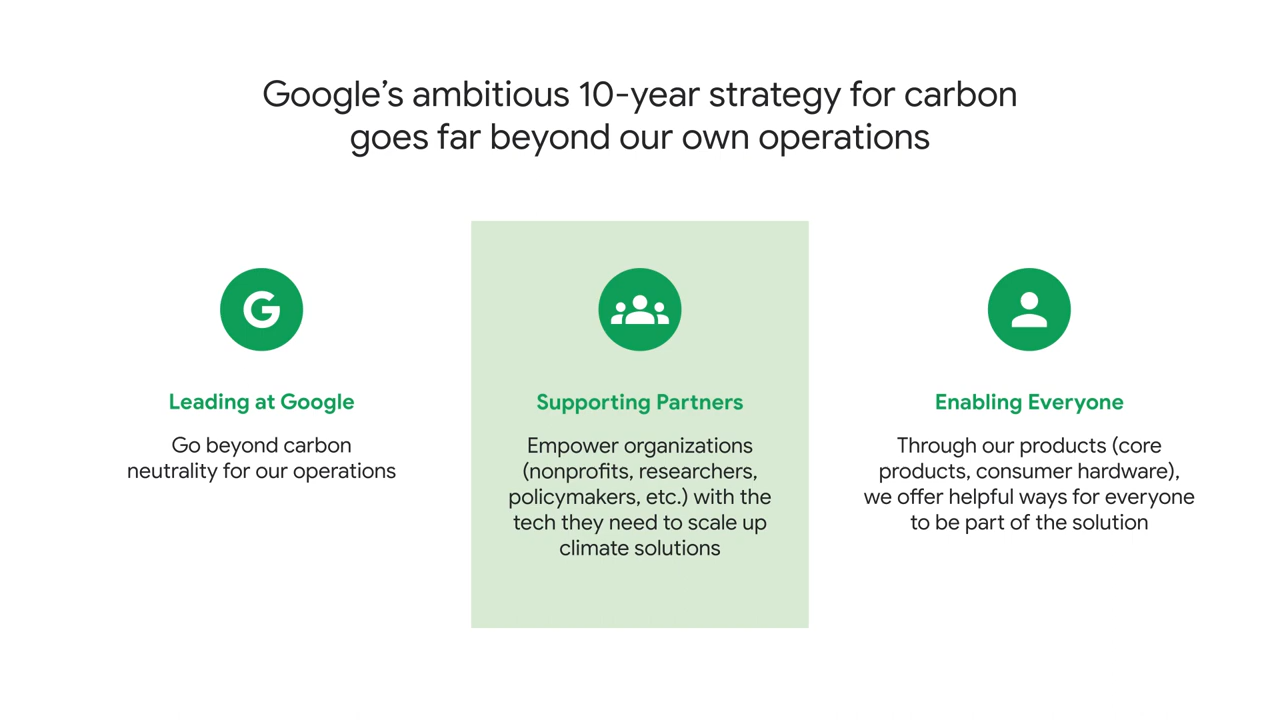 Google’s ambitious 10-year strategy for carbon
goes far beyond our own operations
G
Leading at Google
Go beyond carbon
neutrality for our operations
Supporting Partners
Empower organizations
(nonprofits, researchers,
policymakers, etc.) with the
tech they need to scale up
climate solutions
Enabling Everyone
Through our products (core
products, consumer hardware),
we offer helpful ways for everyone
to be part of the solution